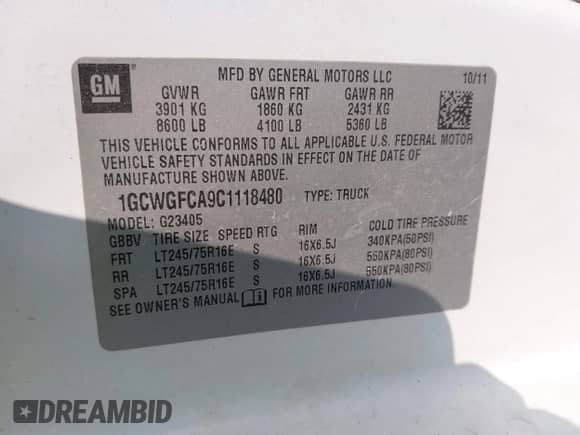 GM
MFD BY GENERAL MOTORS LLC 10/11
GVWR GAWR FRT GAWR RR
3901 KG 1860 KG 2431 KG
8600 LB 4100 LB 5360 LB
THIS VEHICLE CONFORMS TO ALL APPLICABLE U.S. FEDERAL MOTOR
VEHICLE SAFETY STANDARDS IN EFFECT ON THE DATE OF
MANUFACTURE SHOWN ABOVE.
1GCWGFCA9C1118480 TYPE: TRUCK
MODEL: G23405
GBBV TIRE SIZE SPEED RTG RIM COLD TIRE PRESSURE
FRT LT245/75R16E S 16X6.5J 340KPA(50PSI)
RR LT245/75R16E S 16X6.5J 550KPA(80PSI)
SPA LT245/75R16E S 16X6.5J 550KPA(80PSI)
SEE OWNER'S MANUAL FOR MORE INFORMATION.
DREAMBID